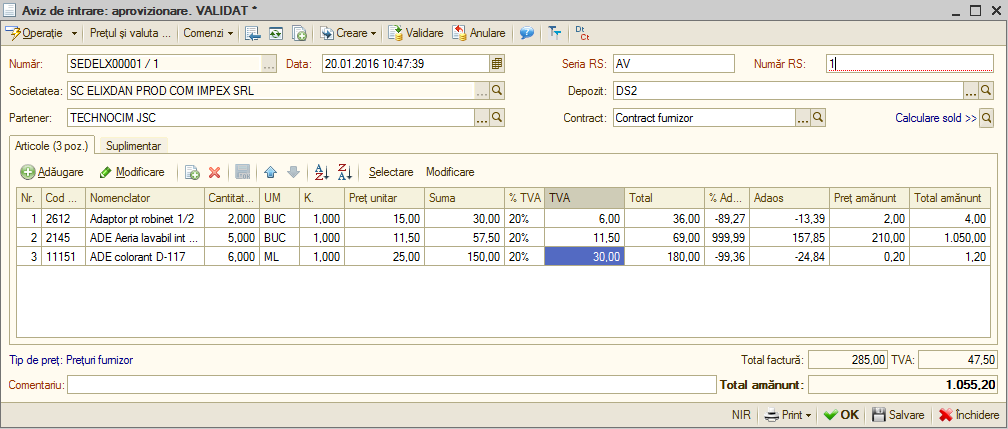 Aviz de intrare: aprovizionare. VALIDAT *
Operație Prețul și valuta ... Comenzi Creare Validare Anulare
Număr: SEDELX00001 / 1 ... Data: 20.01.2016 10:47:39 Seria RS: AV Număr RS: 1
Societatea: SC ELIXDAN PROD COM IMPEX SRL ... Depozit: DS2 ...
Partener: TECHNOCIM JSC ... Contract: Contract furnizor ... Calculare sold >>
Articole (3 poz.) Suplimentar
Adăugare Modificare Selectare Modificare
Nr. Cod ... Nomenclator Cantitat... UM K. Preț unitar Suma % TVA TVA Total % Ad... Adaos Preț amănunt Total amănunt
1 2612 Adaptor pt robinet 1/2 2,000 BUC 1,000 15,00 30,00 20% 6,00 36,00 -89,27 -13,39 2,00 4,00
2 2145 ADE Aeria lavabil int ... 5,000 BUC 1,000 11,50 57,50 20% 11,50 69,00 999,99 157,85 210,00 1.050,00
3 11151 ADE colorant D-117 6,000 ML 1,000 25,00 150,00 20% 30,00 180,00 -99,36 -24,84 0,20 1,20
Tip de preț: Prețuri furnizor Total factură: 285,00 TVA: 47,50
Comentariu: Total amănunt: 1.055,20
NIR Print OK Salvare Închidere